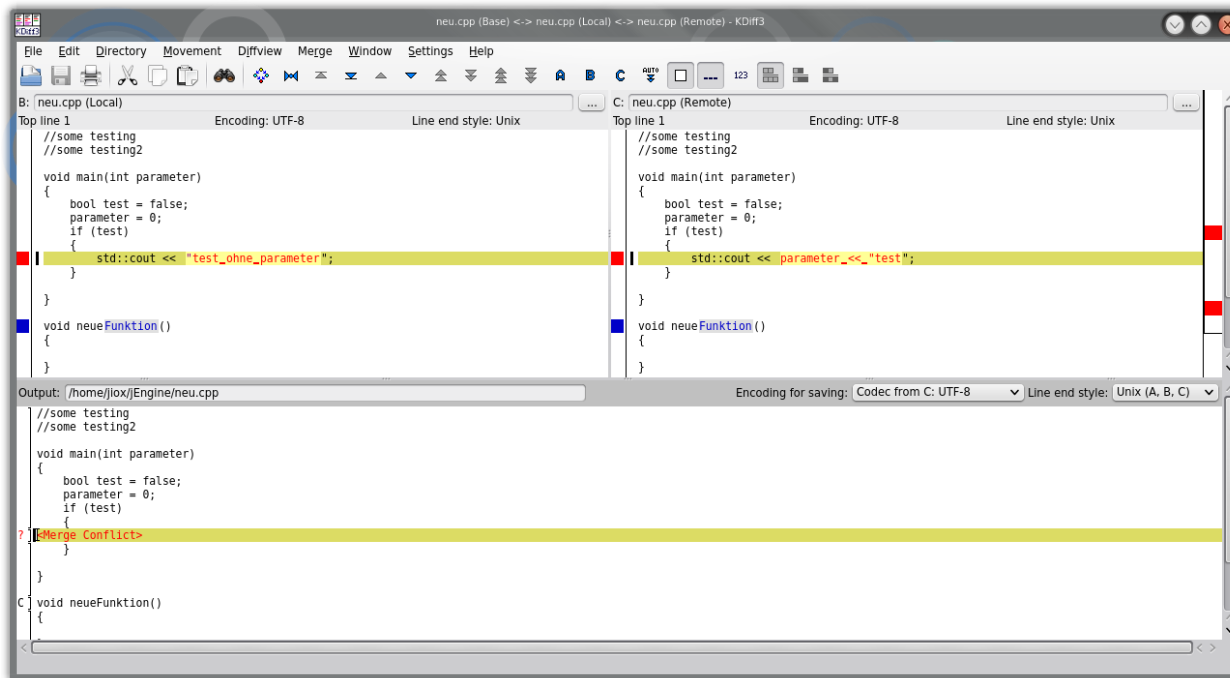 neu.cpp (Base) <-> neu.cpp (Local) <-> neu.cpp (Remote) - KDiff3
KDiff3
File Edit Directory Movement Diffview Merge Window Settings Help
A B C AUTO 123
B: neu.cpp (Local) ...
Top line 1 Encoding: UTF-8 Line end style: Unix
//some testing
//some testing2
void main(int parameter)
{
    bool test = false;
    parameter = 0;
    if (test)
    {
        std::cout << "test_ohne_parameter";
    }
}
void neueFunktion()
{
}
C: neu.cpp (Remote) ...
Top line 1 Encoding: UTF-8 Line end style: Unix
//some testing
//some testing2
void main(int parameter)
{
    bool test = false;
    parameter = 0;
    if (test)
    {
        std::cout << parameter_<<_"test";
    }
}
void neueFunktion()
{
}
Output: /home/jiox/jEngine/neu.cpp Encoding for saving: Codec from C: UTF-8 Line end style: Unix (A, B, C)
//some testing
//some testing2
void main(int parameter)
{
    bool test = false;
    parameter = 0;
    if (test)
    {
? <Merge Conflict>
    }
}
C void neueFunktion()
{